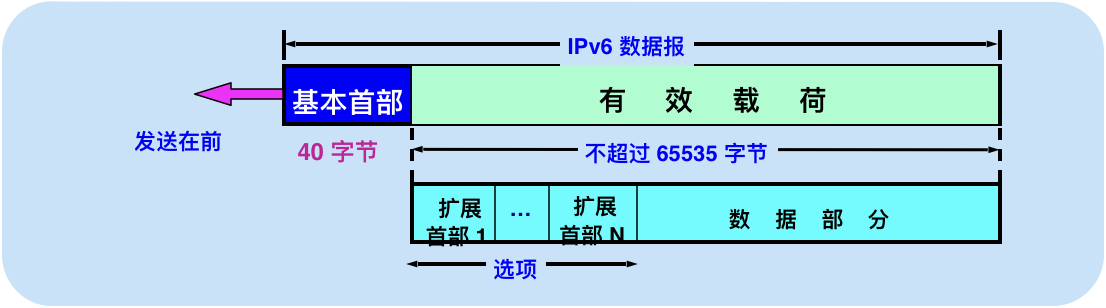 IPv6 数据报
基本首部 有 效 载 荷
发送在前
40 字节
不超过 65535 字节
扩展
首部 1
…
扩展
首部 N
数 据 部 分
选项